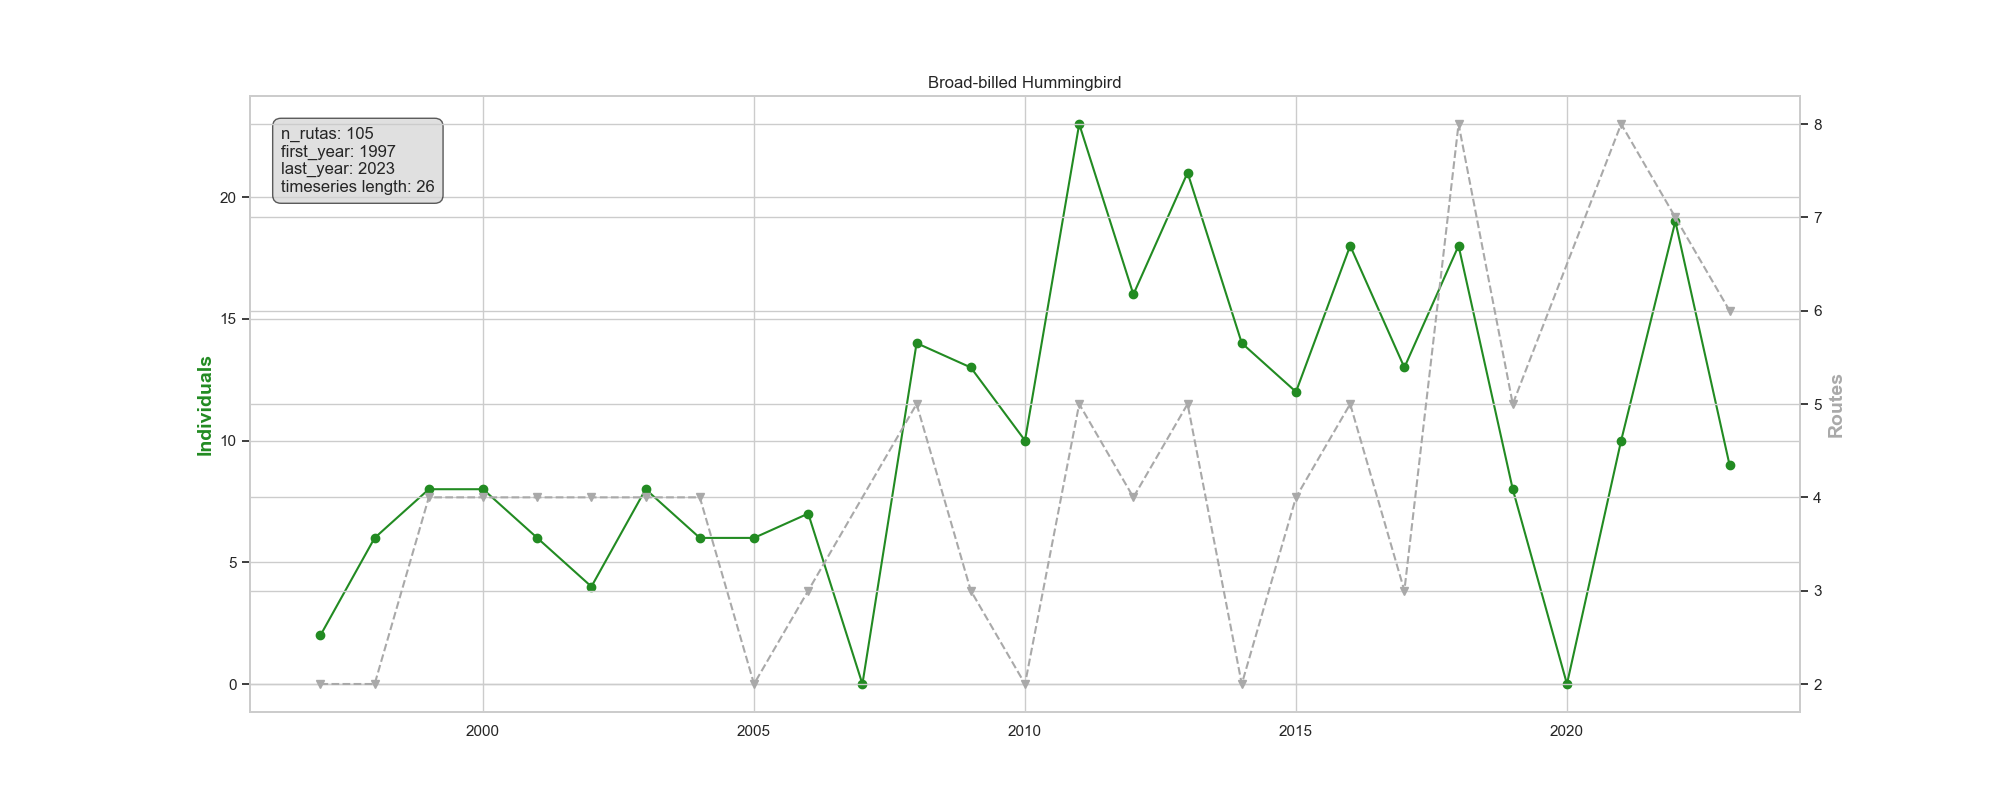 Broad-billed Hummingbird
n_rutas: 105
first_year: 1997
last_year: 2023
timeseries length: 26
Individuals
20
15
10
5
0
8
7
6
5
4
3
2
Routes
2000
2005
2010
2015
2020